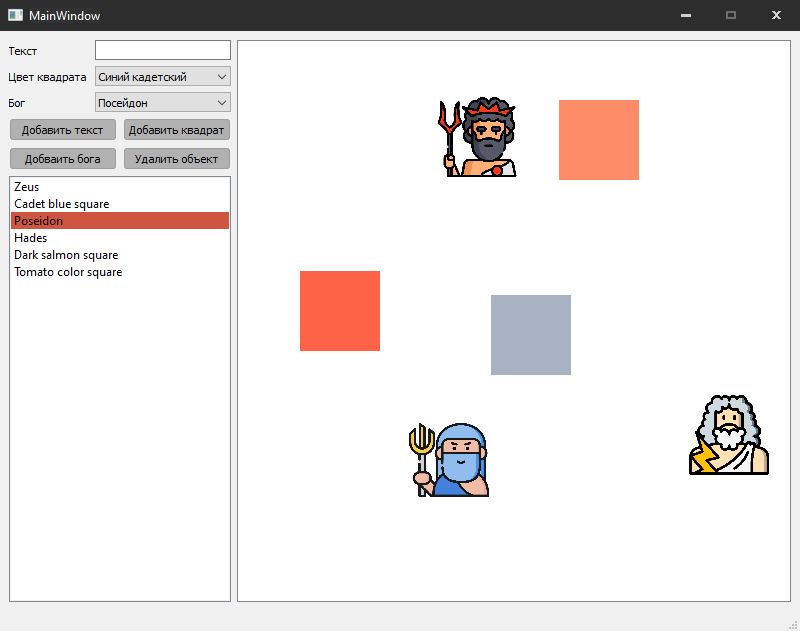 MainWindow
Текст
Цвет квадрата Синий кадетский
Бог Посейдон
Добавить текст Добавить квадрат
Добваить бога Удалить объект
Zeus
Cadet blue square
Poseidon
Hades
Dark salmon square
Tomato color square